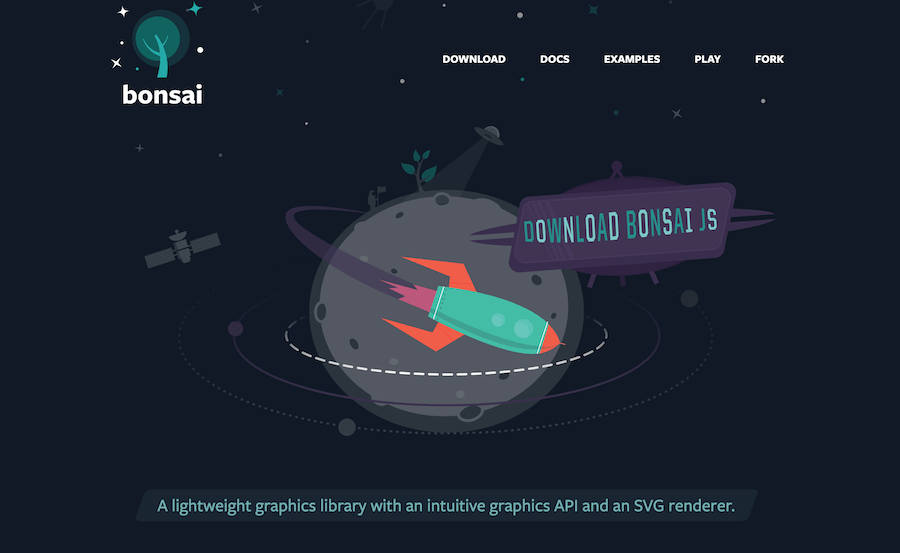 bonsai
DOWNLOAD DOCS EXAMPLES PLAY FORK
DOWNLOAD BONSAI JS
A lightweight graphics library with an intuitive graphics API and an SVG renderer.